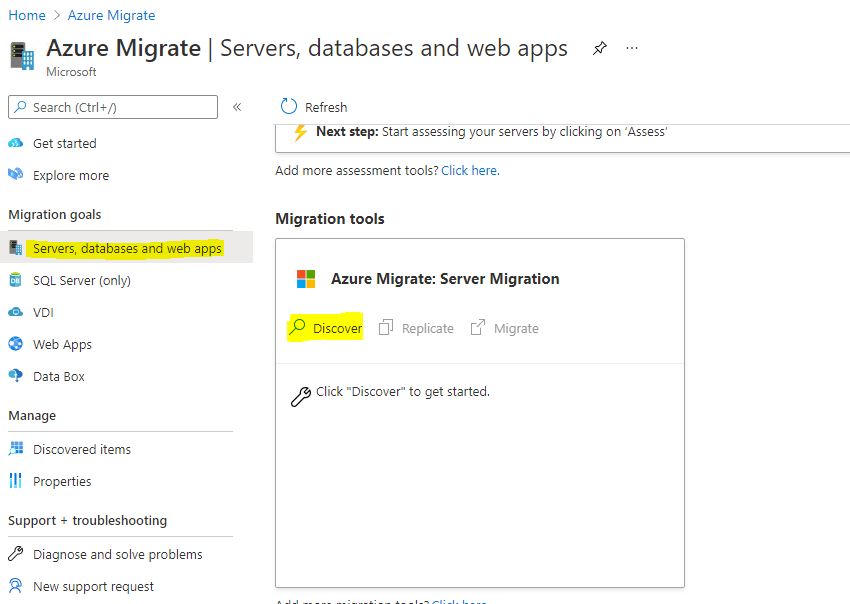 Home > Azure Migrate
Azure Migrate | Servers, databases and web apps
...
Microsoft
Search (Ctrl+/)
«
Refresh
Get started
Explore more
Migration goals
Servers, databases and web apps
SQL Server (only)
VDI
Web Apps
Data Box
Manage
Discovered items
Properties
Support + troubleshooting
Diagnose and solve problems
New support request
Next step: Start assessing your servers by clicking on ‘Assess’
Add more assessment tools? Click here.
Migration tools
Azure Migrate: Server Migration
Discover Replicate Migrate
Click "Discover" to get started.
Add more migration tools? Click here.